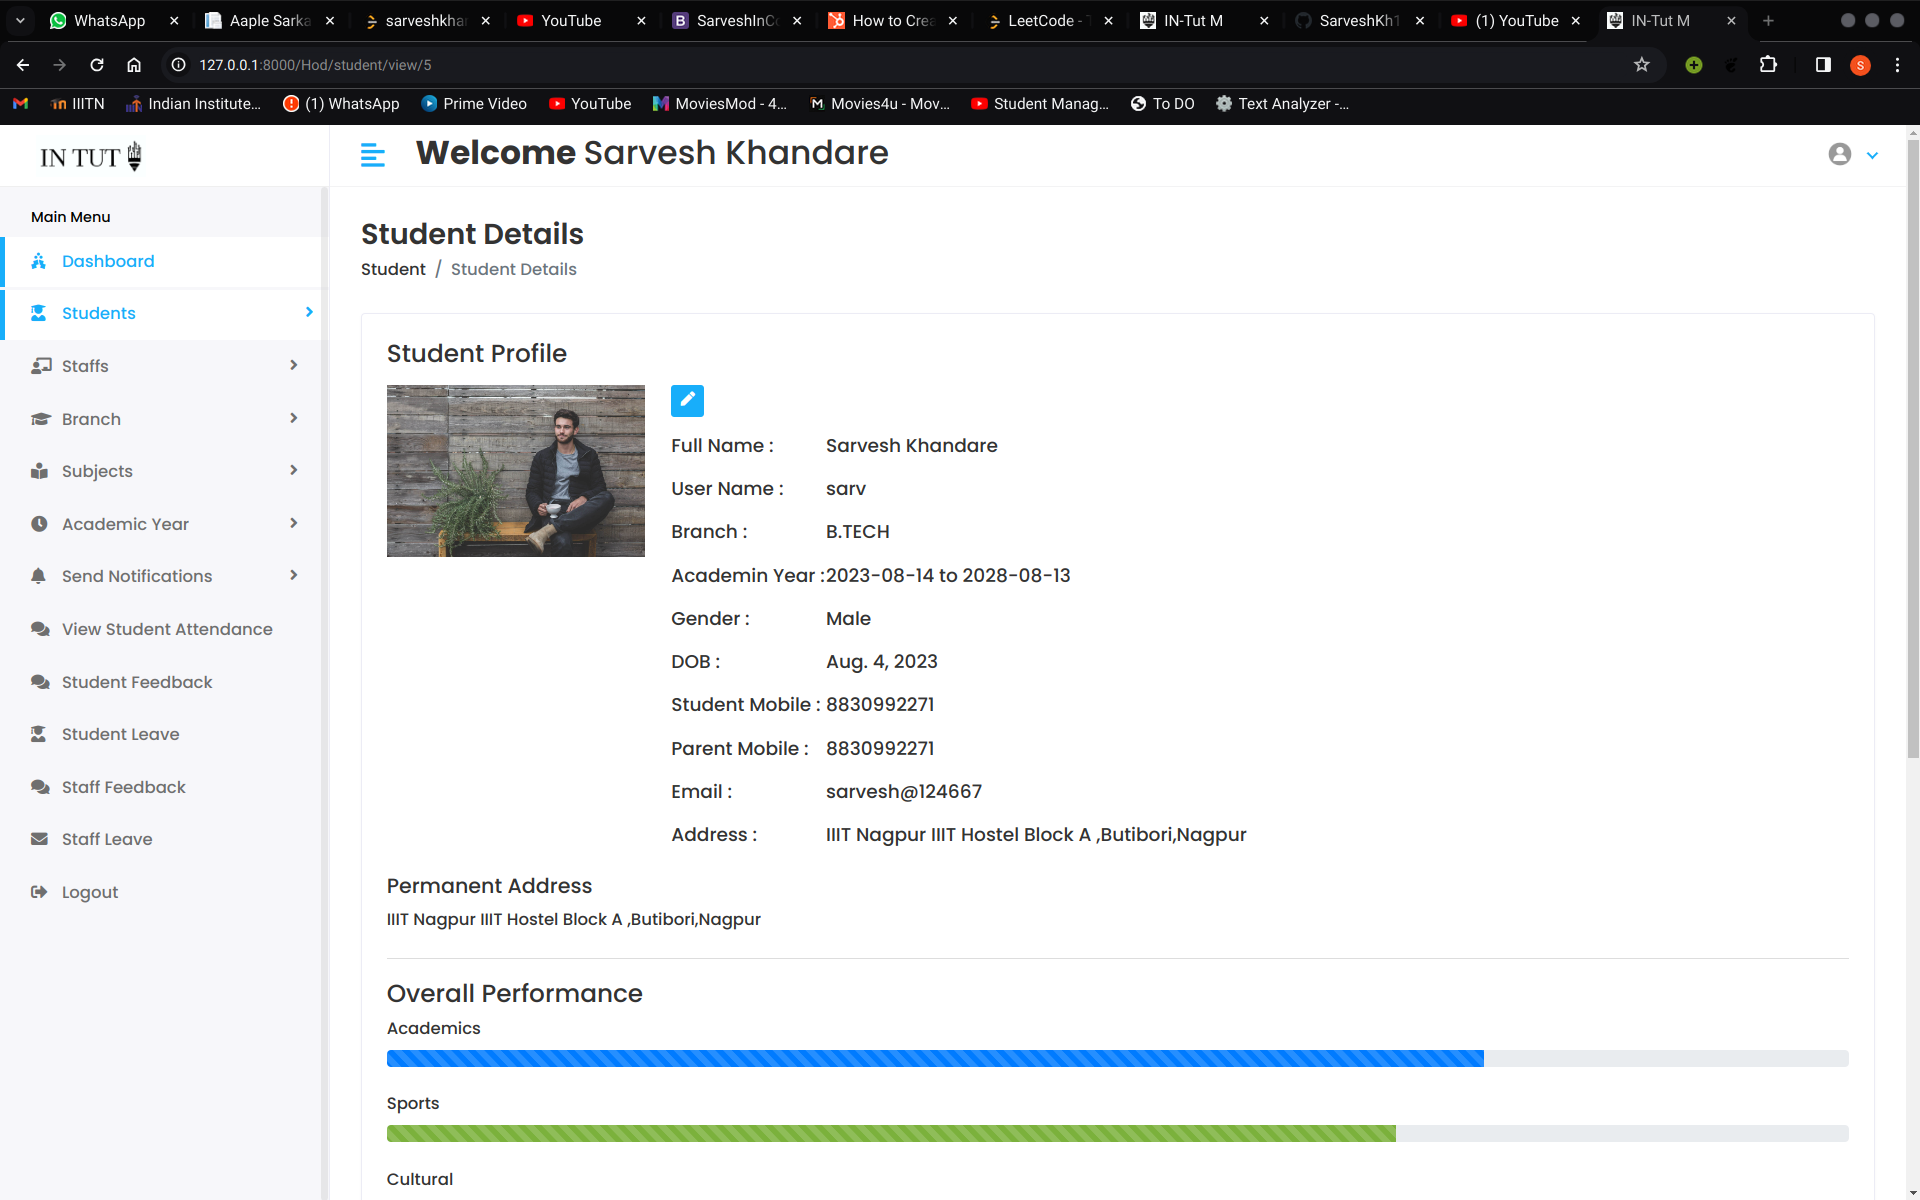 WhatsApp
Aaple Sarka
sarveshkhar
YouTube
SarveshInCo
How to Crea
LeetCode - T
IN-Tut M
SarveshKh1
(1) YouTube
IN-Tut M
127.0.0.1:8000/Hod/student/view/5
S
IIITN
Indian Institute...
(1) WhatsApp
Prime Video
YouTube
MoviesMod - 4...
Movies4u - Mov...
Student Manag...
To DO
Text Analyzer -...
IN TUT
Welcome Sarvesh Khandare
Main Menu
Dashboard
Students
Staffs
Branch
Subjects
Academic Year
Send Notifications
View Student Attendance
Student Feedback
Student Leave
Staff Feedback
Staff Leave
Logout
Student Details
Student / Student Details
Student Profile
Full Name : Sarvesh Khandare
User Name : sarv
Branch : B.TECH
Academin Year :2023-08-14 to 2028-08-13
Gender : Male
DOB : Aug. 4, 2023
Student Mobile : 8830992271
Parent Mobile : 8830992271
Email : sarvesh@124667
Address : IIIT Nagpur IIIT Hostel Block A ,Butibori,Nagpur
Permanent Address
IIIT Nagpur IIIT Hostel Block A ,Butibori,Nagpur
Overall Performance
Academics
Sports
Cultural